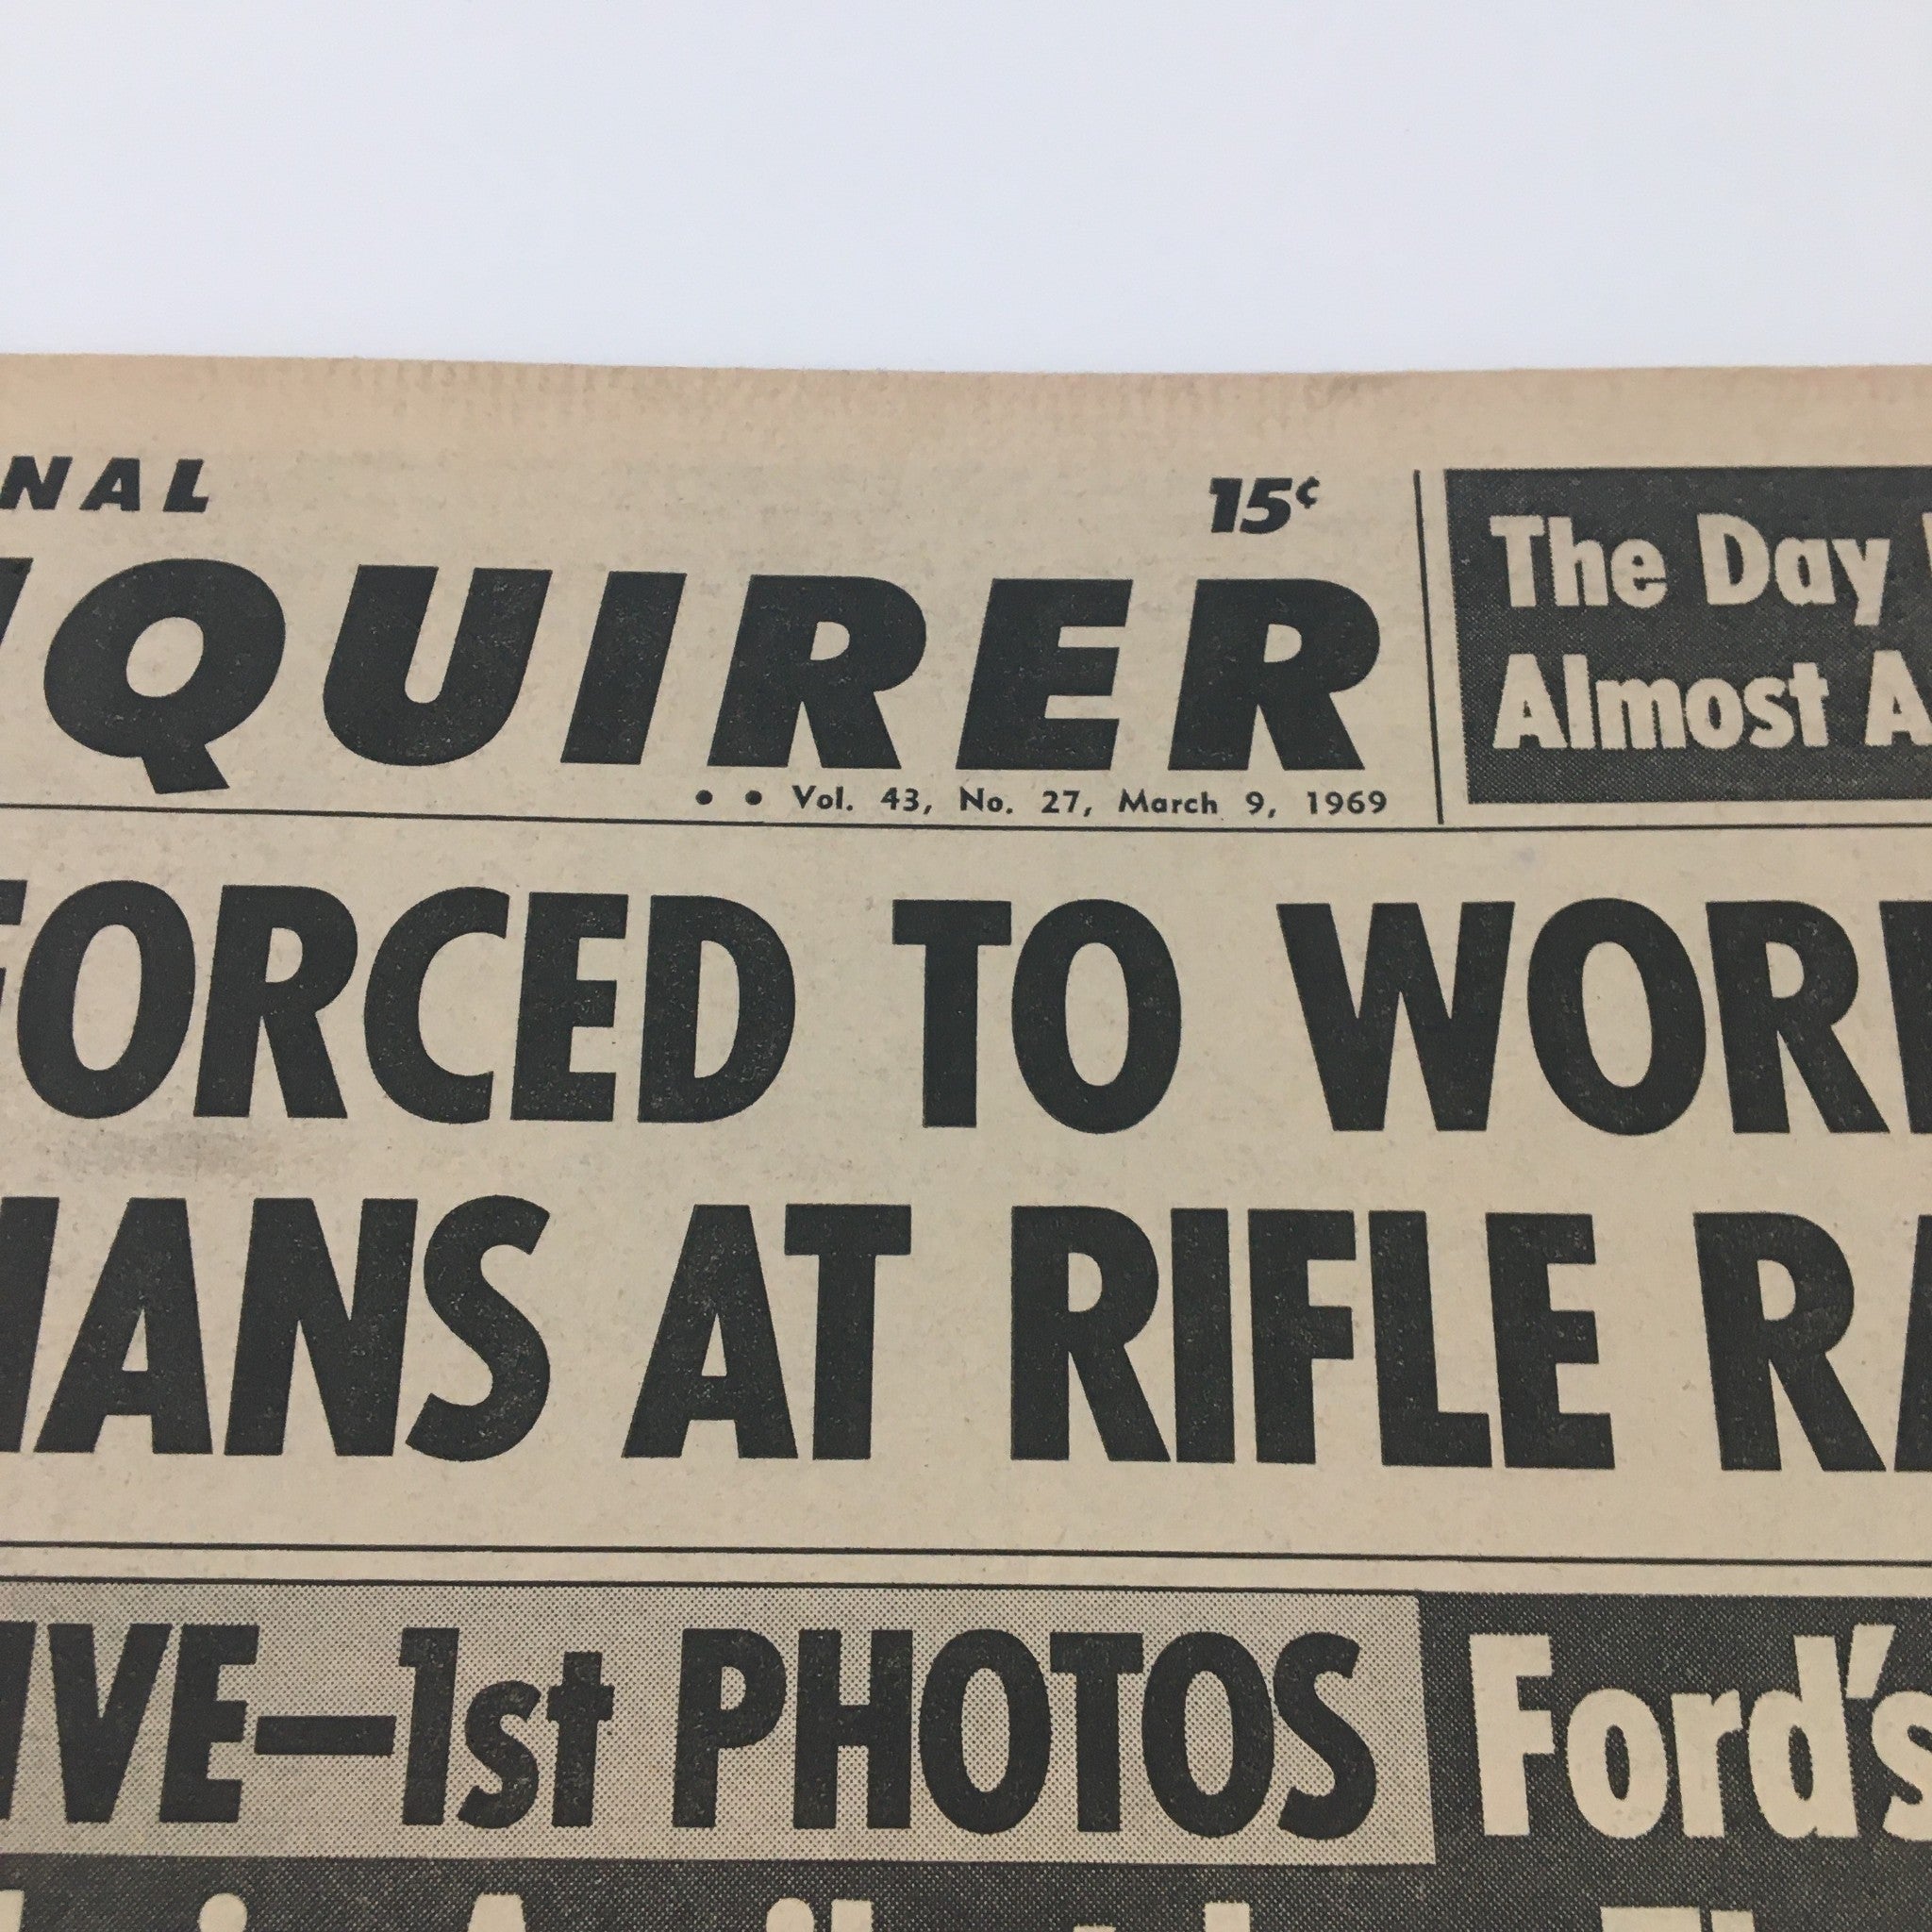 NAL
15¢
QUIRER
Vol. 43, No. 27, March 9, 1969
The Day
Almost A
FORCED TO WORK
MANS AT RIFLE RA
IVE—1st PHOTOS
Ford's